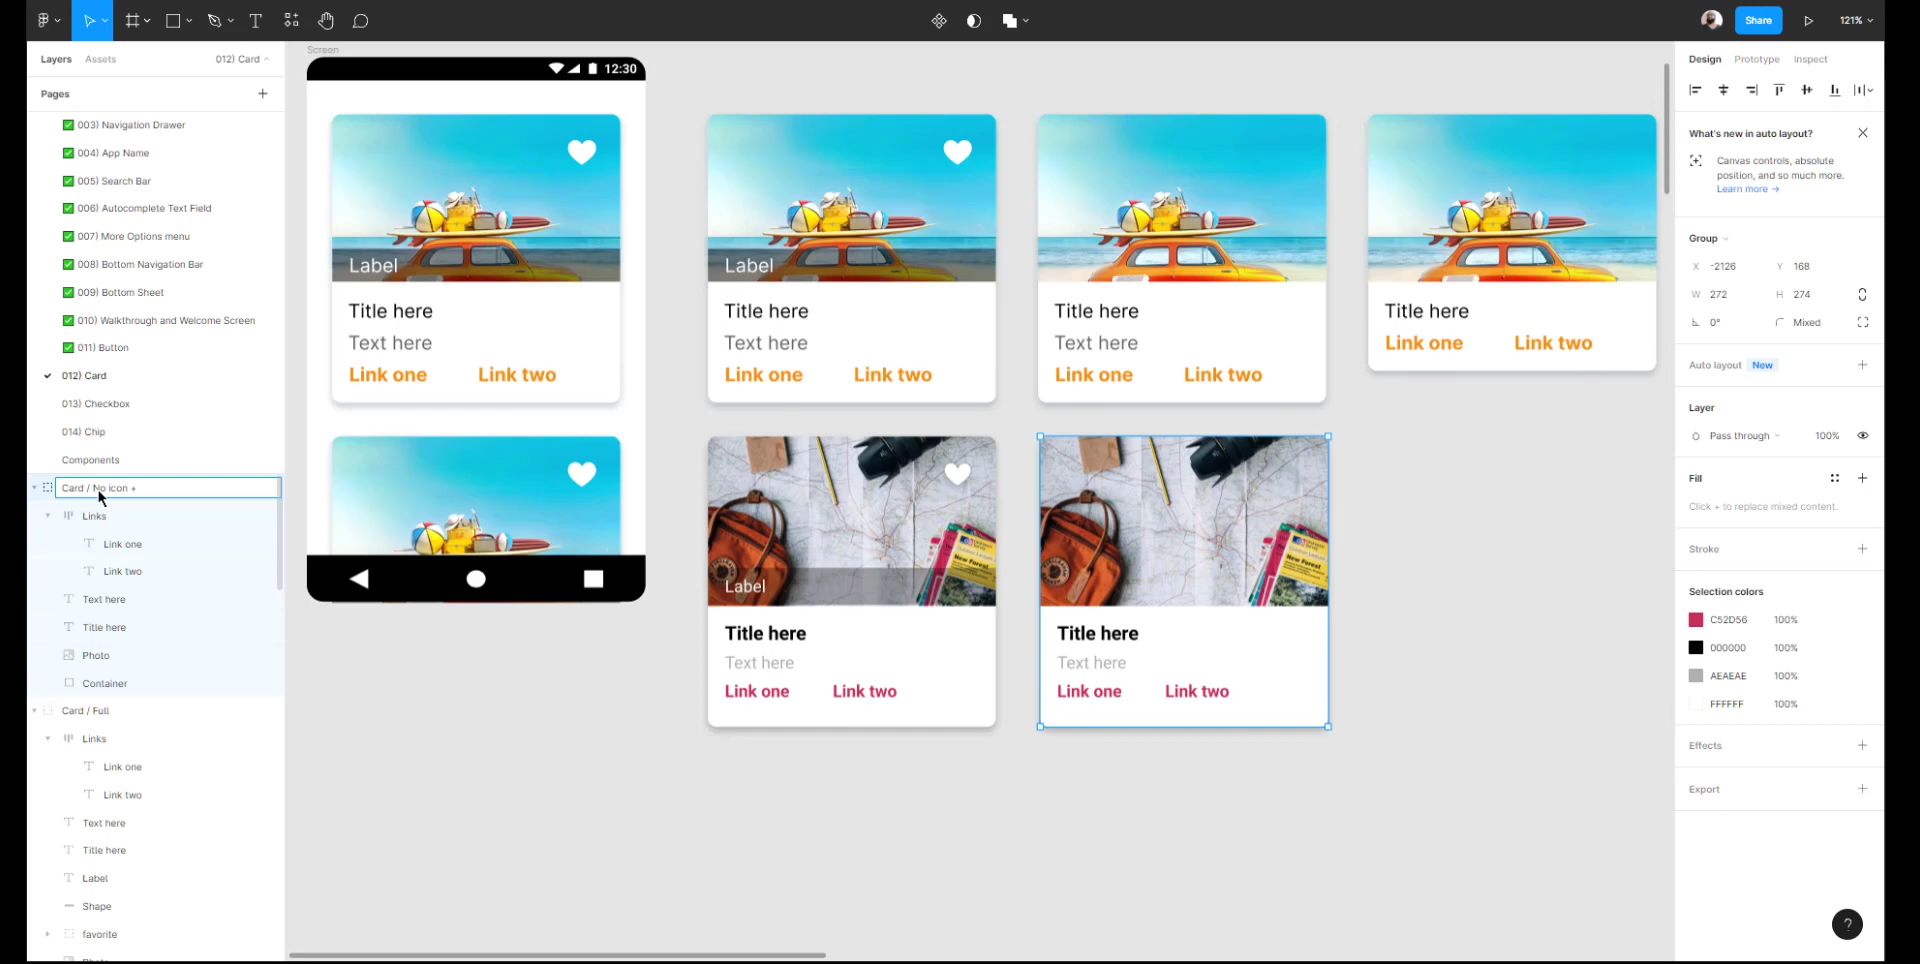 121%
Share
Layers
Assets
012) Card
Pages
003) Navigation Drawer
004) App Name
005) Search Bar
006) Autocomplete Text Field
007) More Options menu
008) Bottom Navigation Bar
009) Bottom Sheet
010) Walkthrough and Welcome Screen
011) Button
012) Card
013) Checkbox
014) Chip
Components
Card / No icon +
Links
Link one
Link two
Text here
Title here
Photo
Container
Card / Full
Links
Link one
Link two
Text here
Title here
Label
Shape
favorite
Screen
12:30
Label
Title here
Text here
Link one Link two
Label
Title here
Text here
Link one Link two
Title here
Text here
Link one Link two
Title here
Link one Link two
New Forest
Label
Title here
Text here
Link one Link two
New Forest
Title here
Text here
Link one Link two
Design
Prototype
Inspect
What's new in auto layout?
Canvas controls, absolute
position, and so much more.
Learn more →
Group
X -2126 Y 168
W 272 H 274
0° Mixed
Auto layout New
Layer
Pass through 100%
Fill
Click + to replace mixed content.
Stroke
Selection colors
C52D56 100%
000000 100%
AEAEAE 100%
FFFFFF 100%
Effects
Export
?